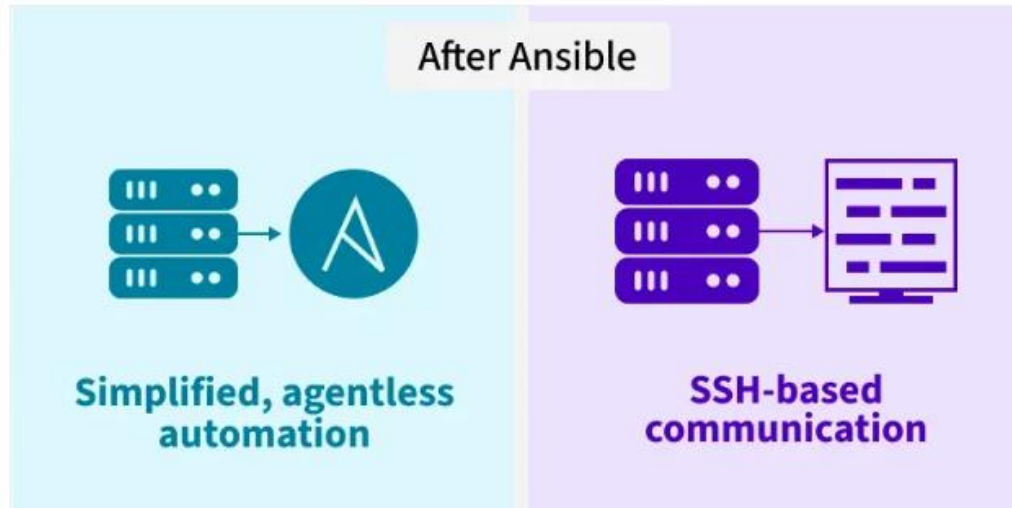 After Ansible
Simplified, agentless
automation
SSH-based
communication